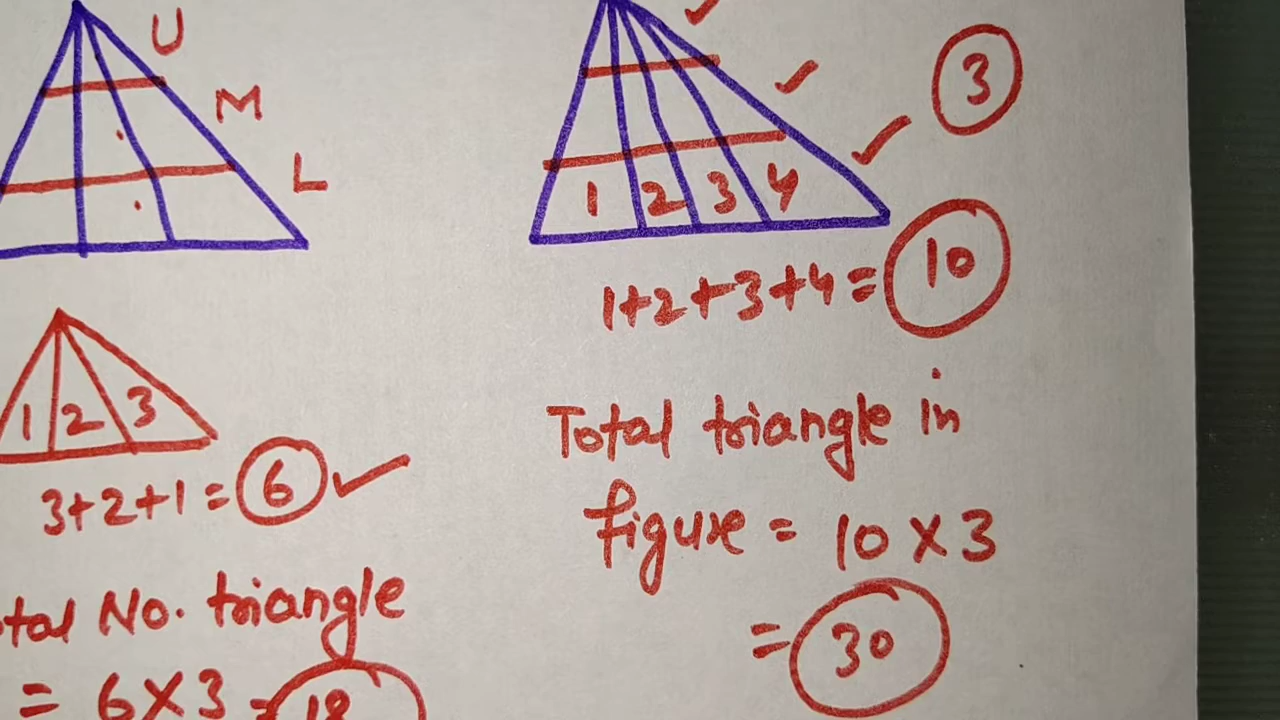 U
M
L
1 2 3
3+2+1 = 6
No. triangle
= 6×3 = 18
3
1 2 3 4
1+2+3+4 = 10
Total triangle in
figure = 10 × 3
= 30